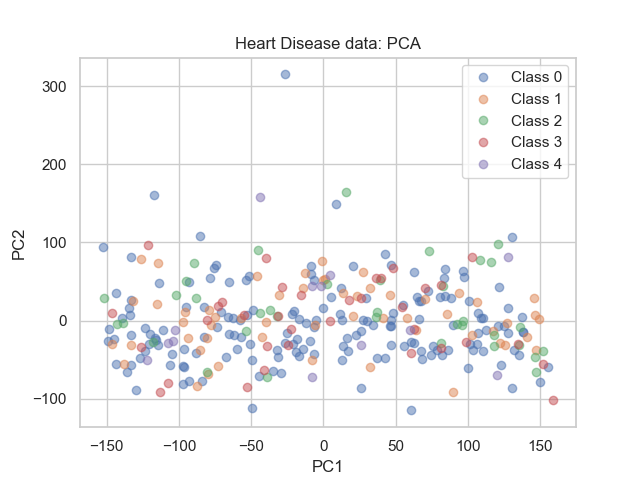 Heart Disease data: PCA
Class 0
Class 1
Class 2
Class 3
Class 4
300
200
100
0
−100
PC2
−150 −100 −50 0 50 100 150
PC1